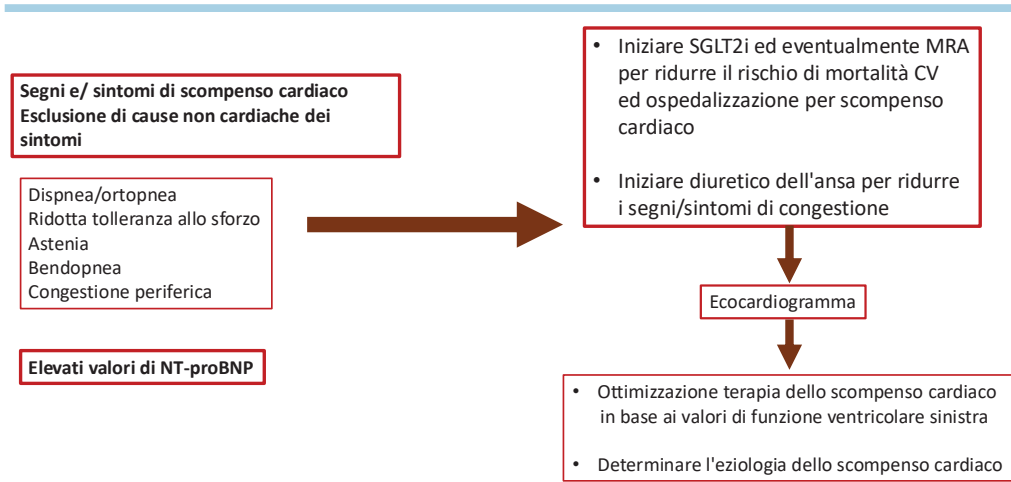 Segni e/ sintomi di scompenso cardiaco
Esclusione di cause non cardiache dei
sintomi
Dispnea/ortopnea
Ridotta tolleranza allo sforzo
Astenia
Bendopnea
Congestione periferica
Elevati valori di NT-proBNP
• Iniziare SGLT2i ed eventualmente MRA
per ridurre il rischio di mortalità CV
ed ospedalizzazione per scompenso
cardiaco
• Iniziare diuretico dell'ansa per ridurre
i segni/sintomi di congestione
Ecocardiogramma
• Ottimizzazione terapia dello scompenso cardiaco
in base ai valori di funzione ventricolare sinistra
• Determinare l'eziologia dello scompenso cardiaco